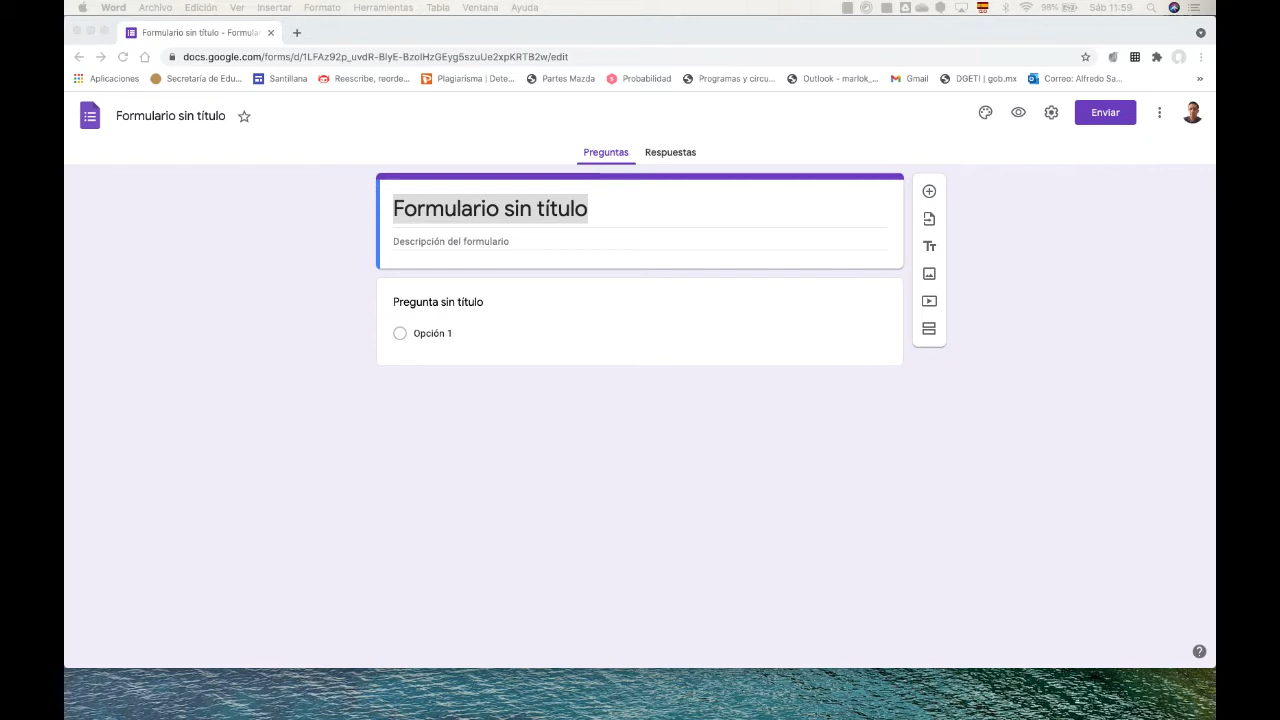 Word Archivo Edición Ver Insertar Formato Herramientas Tabla Ventana Ayuda 98% Sáb 11:59
Formulario sin título - Formular
docs.google.com/forms/d/1LFAz92p_uvdR-BlyE-BzolHzGEyg5szuUe2xpKRTB2w/edit
Aplicaciones Secretaría de Edu... Santillana Reescribe, reorde... Plagiarisma | Dete... Partes Mazda Probabilidad Programys y circu... Outlook - marlok_... Gmail DGETI | gob.mx Correo: Alfredo Sa... »
Formulario sin título
Enviar
Preguntas Respuestas
Formulario sin título
Descripción del formulario
Pregunta sin título
Opción 1